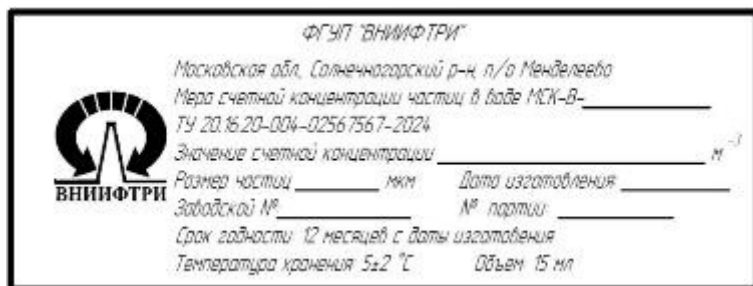 ФГУП "ВНИИФТРИ"
Московская обл., Солнечногорский р-н, п/о Менделеево
Мера счетной концентрации частиц в воде МСК-В-
ТУ 20.16.20-004-02567567-2024
Значение счетной концентрации м⁻³
Размер частиц мкм Дата изготовления
Заводской № № партии
Срок годности 12 месяцев с даты изготовения
Температура хранения 5±2 °С Объем 15 мл
ВНИИФТРИ